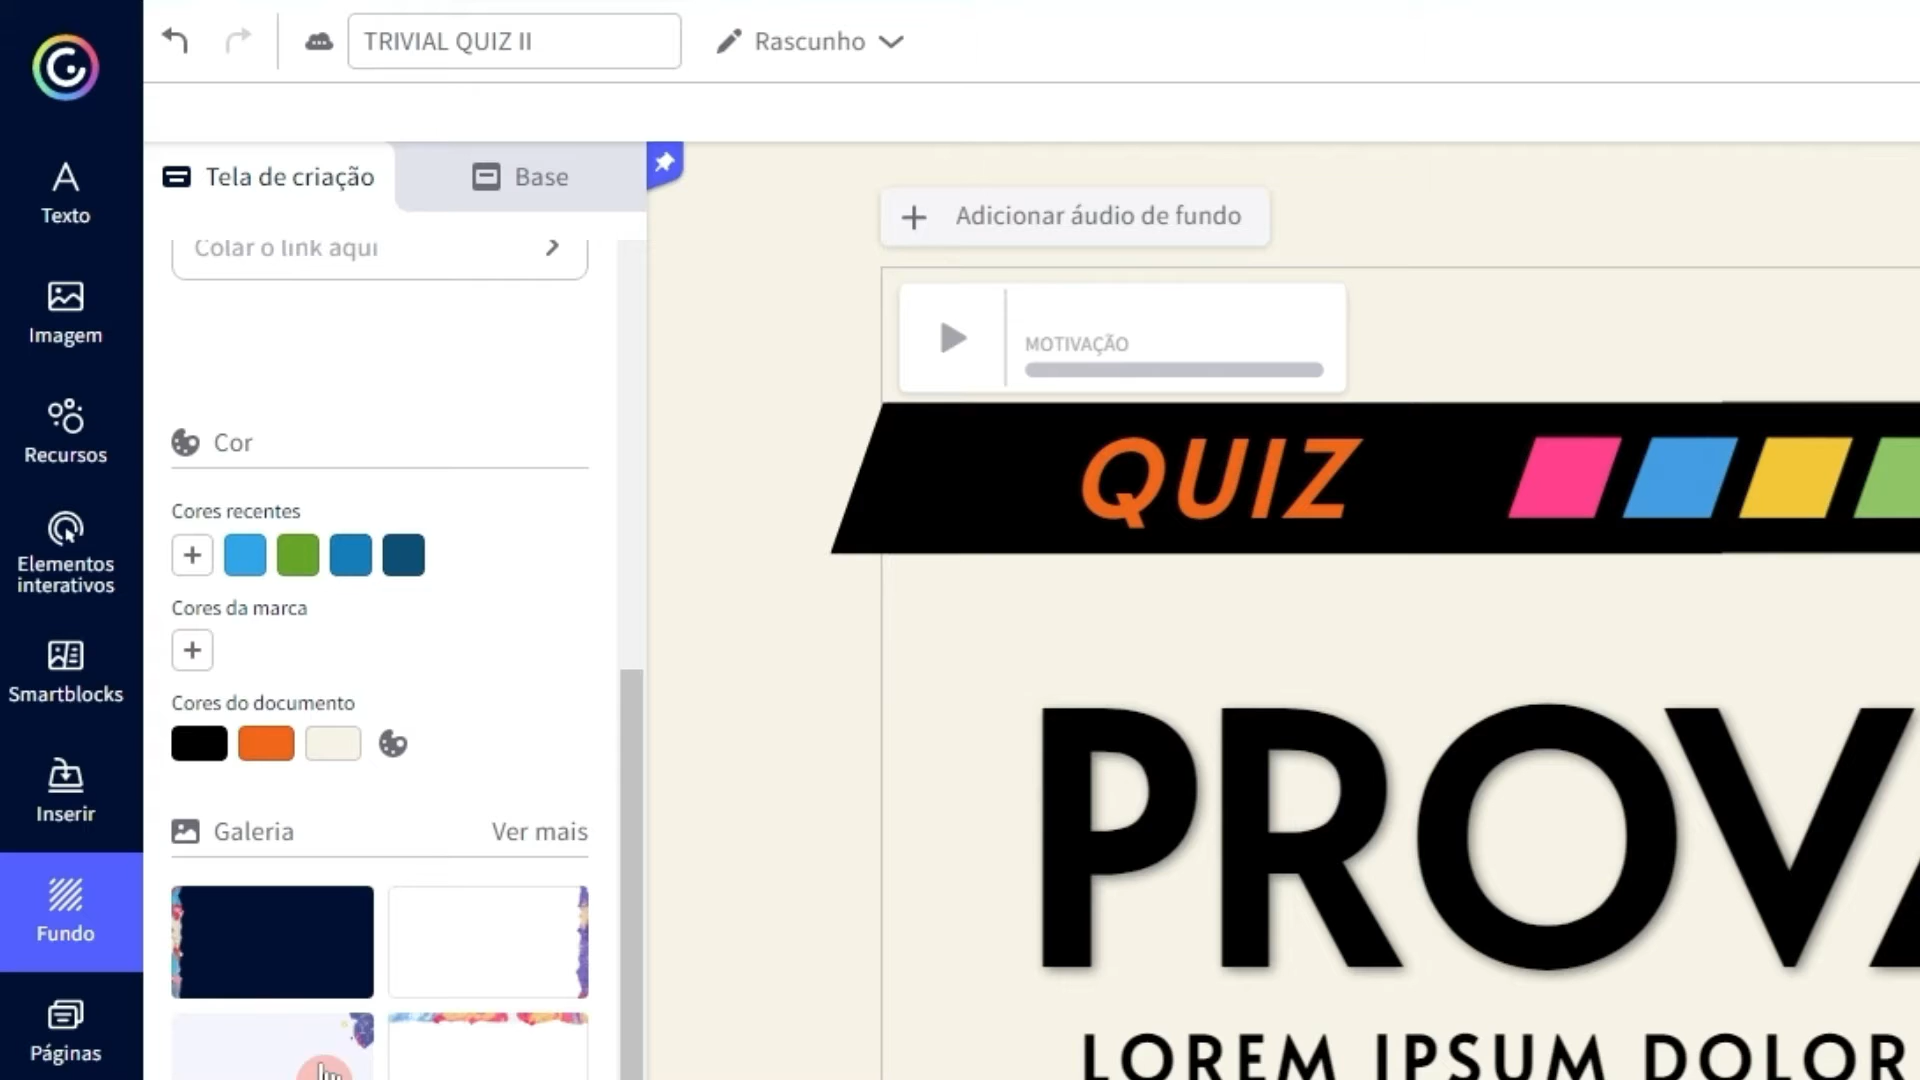 TRIVIAL QUIZ II
Rascunho
Texto
Imagem
Recursos
Elementos
interativos
Smartblocks
Inserir
Fundo
Páginas
Tela de criação
Base
Colar o link aqui
Cor
Cores recentes
Cores da marca
Cores do documento
Galeria
Ver mais
Adicionar áudio de fundo
MOTIVAÇÃO
QUIZ
PROVA
LOREM IPSUM DOLOR